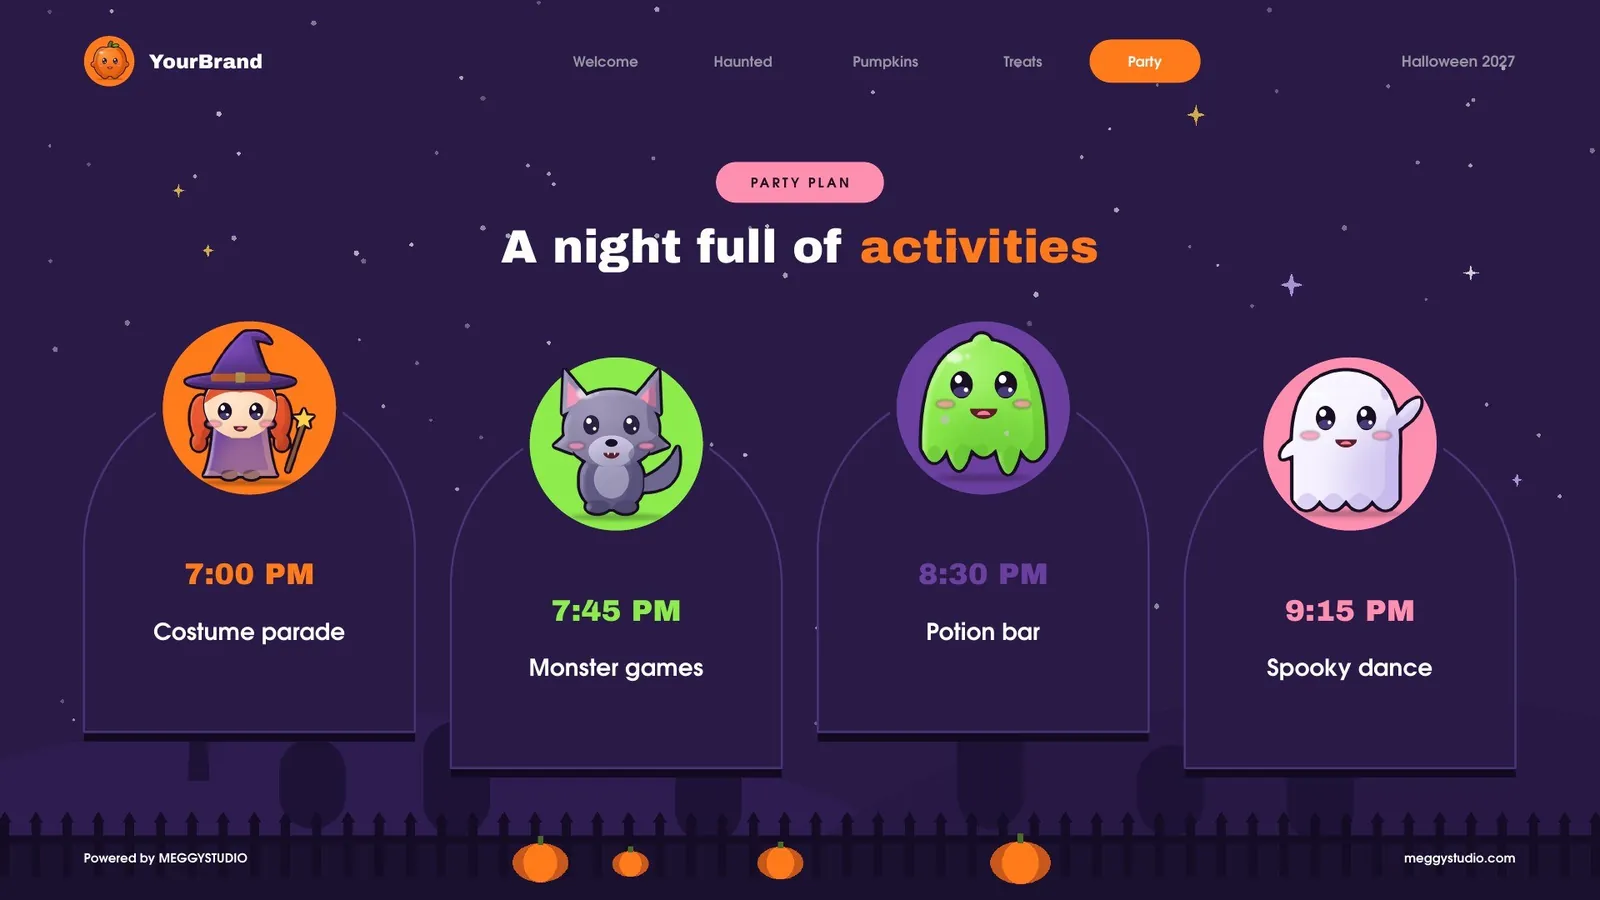 YourBrand
Welcome
Haunted
Pumpkins
Treats
Party
Halloween 2027
PARTY PLAN
A night full of activities
7:00 PM
Costume parade
7:45 PM
Monster games
8:30 PM
Potion bar
9:15 PM
Spooky dance
Powered by MEGGYSTUDIO
meggystudio.com